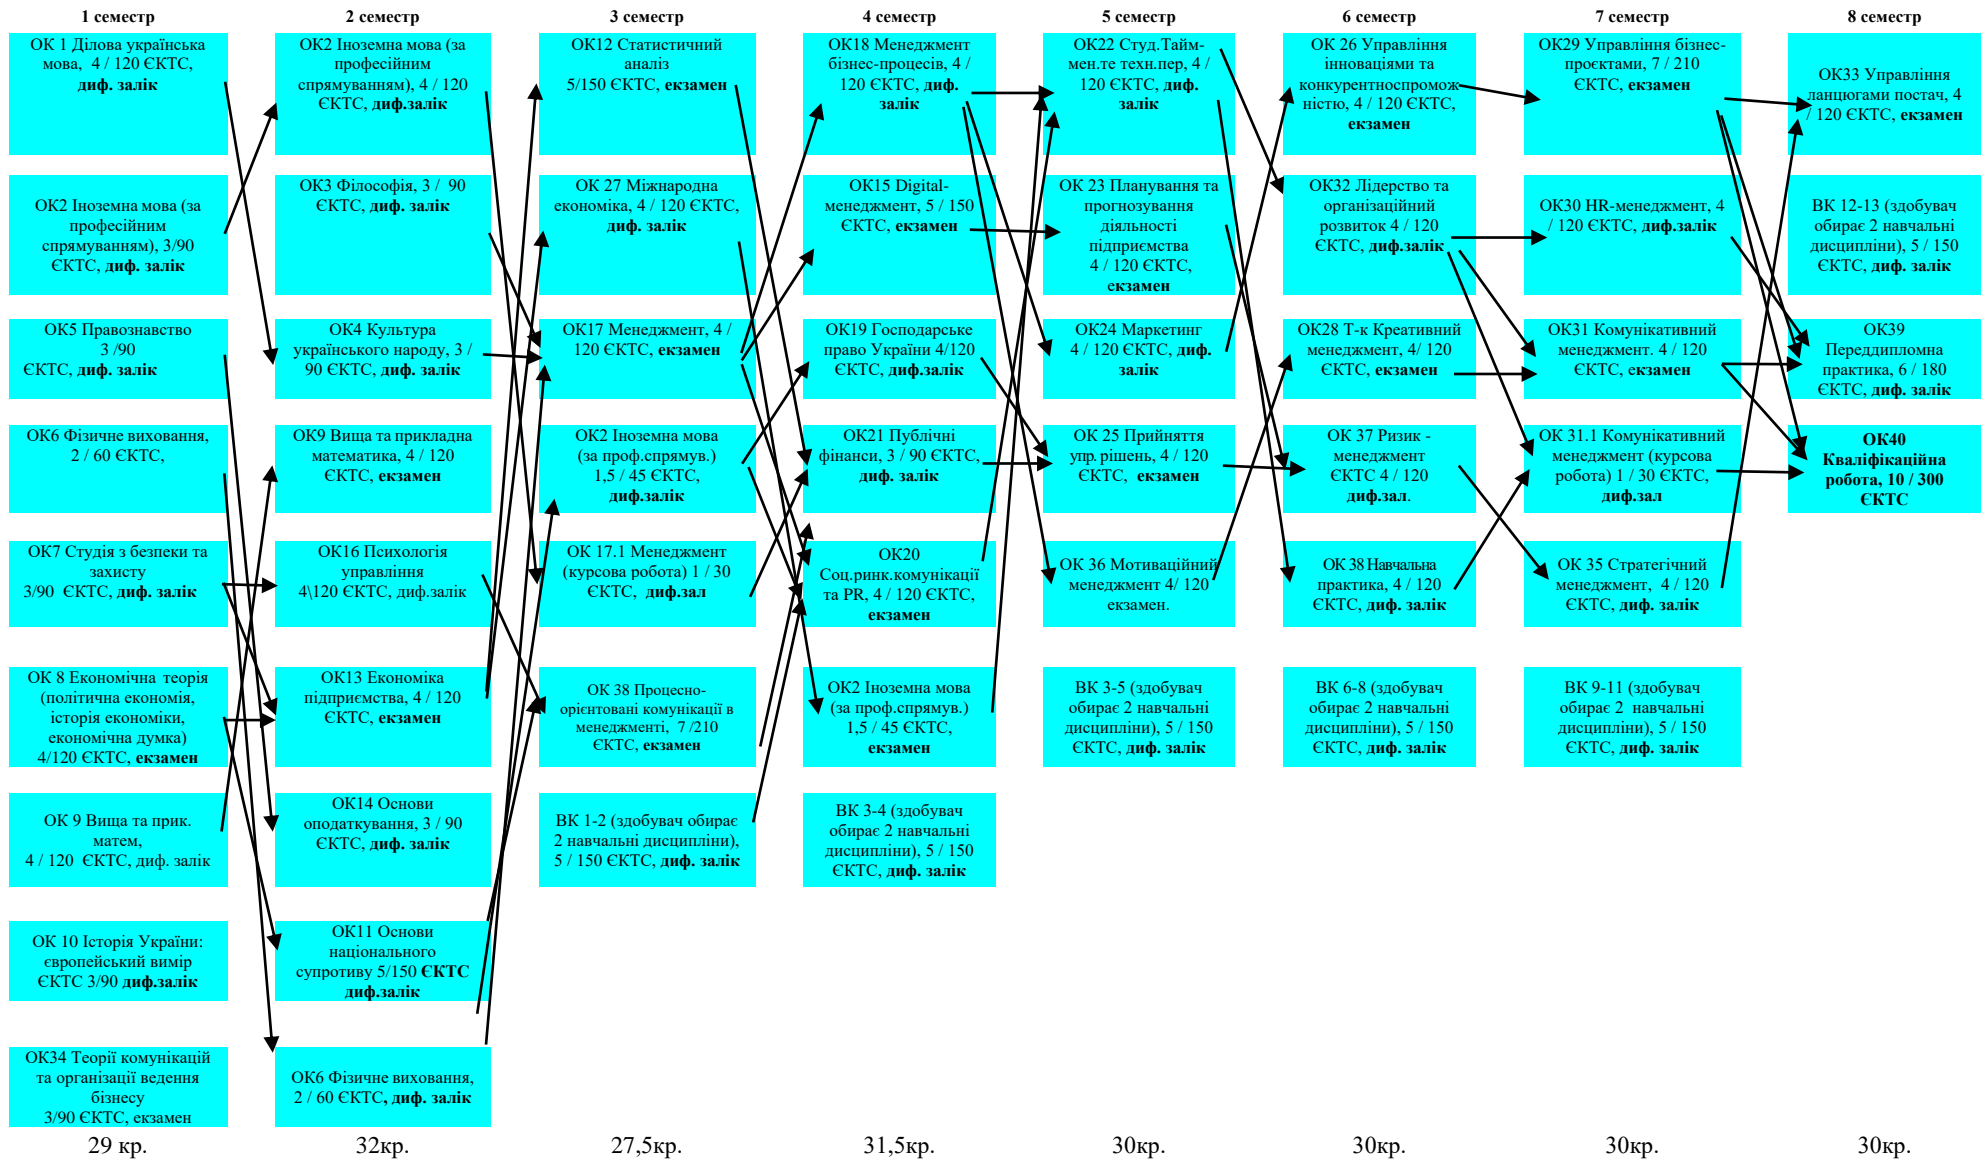 1 семестр
2 семестр
3 семестр
4 семестр
5 семестр
6 семестр
7 семестр
8 семестр
ОК 1 Ділова українська
мова, 4 / 120 ЄКТС,
диф. залік
ОК2 Іноземна мова (за
професійним
спрямуванням), 3/90
ЄКТС, диф. залік
ОК5 Правознавство
3 /90
ЄКТС, диф. залік
ОК6 Фізичне виховання,
2 / 60 ЄКТС,
ОК7 Студія з безпеки та
захисту
3/90 ЄКТС, диф. залік
ОК 8 Економічна теорія
(політична економія,
історія економіки,
економічна думка)
4/120 ЄКТС, екзамен
ОК 9 Вища та прик.
матем,
4 / 120 ЄКТС, диф. залік
ОК 10 Історія України:
європейський вимір
ЄКТС 3/90 диф.залік
ОК34 Теорії комунікацій
та організації ведення
бізнесу
3/90 ЄКТС, екзамен
29 кр.
ОК2 Іноземна мова (за
професійним
спрямуванням), 4 / 120
ЄКТС, диф.залік
ОК3 Філософія, 3 / 90
ЄКТС, диф. залік
ОК4 Культура
українського народу, 3 /
90 ЄКТС, диф. залік
ОК9 Вища та прикладна
математика, 4 / 120
ЄКТС, екзамен
ОК16 Психологія
управління
4\120 ЄКТС, диф.залік
ОК13 Економіка
підприємства, 4 / 120
ЄКТС, екзамен
ОК14 Основи
оподаткування, 3 / 90
ЄКТС, диф. залік
ОК11 Основи
національного
супротиву 5/150 ЄКТС
диф.залік
ОК6 Фізичне виховання,
2 / 60 ЄКТС, диф. залік
32кр.
ОК12 Статистичний
аналіз
5/150 ЄКТС, екзамен
ОК 27 Міжнародна
економіка, 4 / 120 ЄКТС,
диф. залік
ОК17 Менеджмент, 4 /
120 ЄКТС, екзамен
ОК2 Іноземна мова
(за проф.спрямув.)
1,5 / 45 ЄКТС,
диф.залік
ОК 17.1 Менеджмент
(курсова робота) 1 / 30
ЄКТС, диф.зал
ОК 38 Процесно-
орієнтовані комунікації в
менеджменті, 7 /210
ЄКТС, екзамен
ВК 1-2 (здобувач обирає
2 навчальні дисципліни),
5 / 150 ЄКТС, диф. залік
27,5кр.
ОК18 Менеджмент
бізнес-процесів, 4 /
120 ЄКТС, диф.
залік
ОК15 Digital-
менеджмент, 5 / 150
ЄКТС, екзамен
ОК19 Господарське
право України 4/120
ЄКТС, диф.залік
ОК21 Публічні
фінанси, 3 / 90 ЄКТС,
диф. залік
ОК20
Соц.ринк.комунікації
та PR, 4 / 120 ЄКТС,
екзамен
ОК2 Іноземна мова
(за проф.спрямув.)
1,5 / 45 ЄКТС,
екзамен
ВК 3-4 (здобувач
обирає 2 навчальні
дисципліни), 5 / 150
ЄКТС, диф. залік
31,5кр.
ОК22 Студ.Тайм-
мен.те техн.пер, 4 /
120 ЄКТС, диф.
залік
ОК 23 Планування та
прогнозування
діяльності
підприємства
4 / 120 ЄКТС,
екзамен
ОК24 Маркетинг
4 / 120 ЄКТС, диф.
залік
ОК 25 Прийняття
упр. рішень, 4 / 120
ЄКТС, екзамен
ОК 36 Мотиваційний
менеджмент 4/ 120
екзамен.
ВК 3-5 (здобувач
обирає 2 навчальні
дисципліни), 5 / 150
ЄКТС, диф. залік
30кр.
ОК 26 Управління
інноваціями та
конкурентноспромож
ністю, 4 / 120 ЄКТС,
екзамен
ОК32 Лідерство та
організаційний
розвиток 4 / 120
ЄКТС, диф.залік
ОК28 Т-к Креативний
менеджмент, 4/ 120
ЄКТС, екзамен
ОК 37 Ризик -
менеджмент
ЄКТС 4 / 120
диф.зал.
ОК 38 Навчальна
практика, 4 / 120
ЄКТС, диф. залік
ВК 6-8 (здобувач
обирає 2 навчальні
дисципліни), 5 / 150
ЄКТС, диф. залік
30кр.
ОК29 Управління бізнес-
проєктами, 7 / 210
ЄКТС, екзамен
ОК30 HR-менеджмент, 4
/ 120 ЄКТС, диф.залік
ОК31 Комунікативний
менеджмент. 4 / 120
ЄКТС, екзамен
ОК 31.1 Комунікативний
менеджмент (курсова
робота) 1 / 30 ЄКТС,
диф.зал
ОК 35 Стратегічний
менеджмент, 4 / 120
ЄКТС, диф. залік
ВК 9-11 (здобувач
обирає 2 навчальні
дисципліни), 5 / 150
ЄКТС, диф. залік
30кр.
ОК33 Управління
ланцюгами постач, 4
/ 120 ЄКТС, екзамен
ВК 12-13 (здобувач
обирає 2 навчальні
дисципліни), 5 / 150
ЄКТС, диф. залік
ОК39
Переддипломна
практика, 6 / 180
ЄКТС, диф. залік
ОК40
Кваліфікаційна
робота, 10 / 300
ЄКТС
30кр.